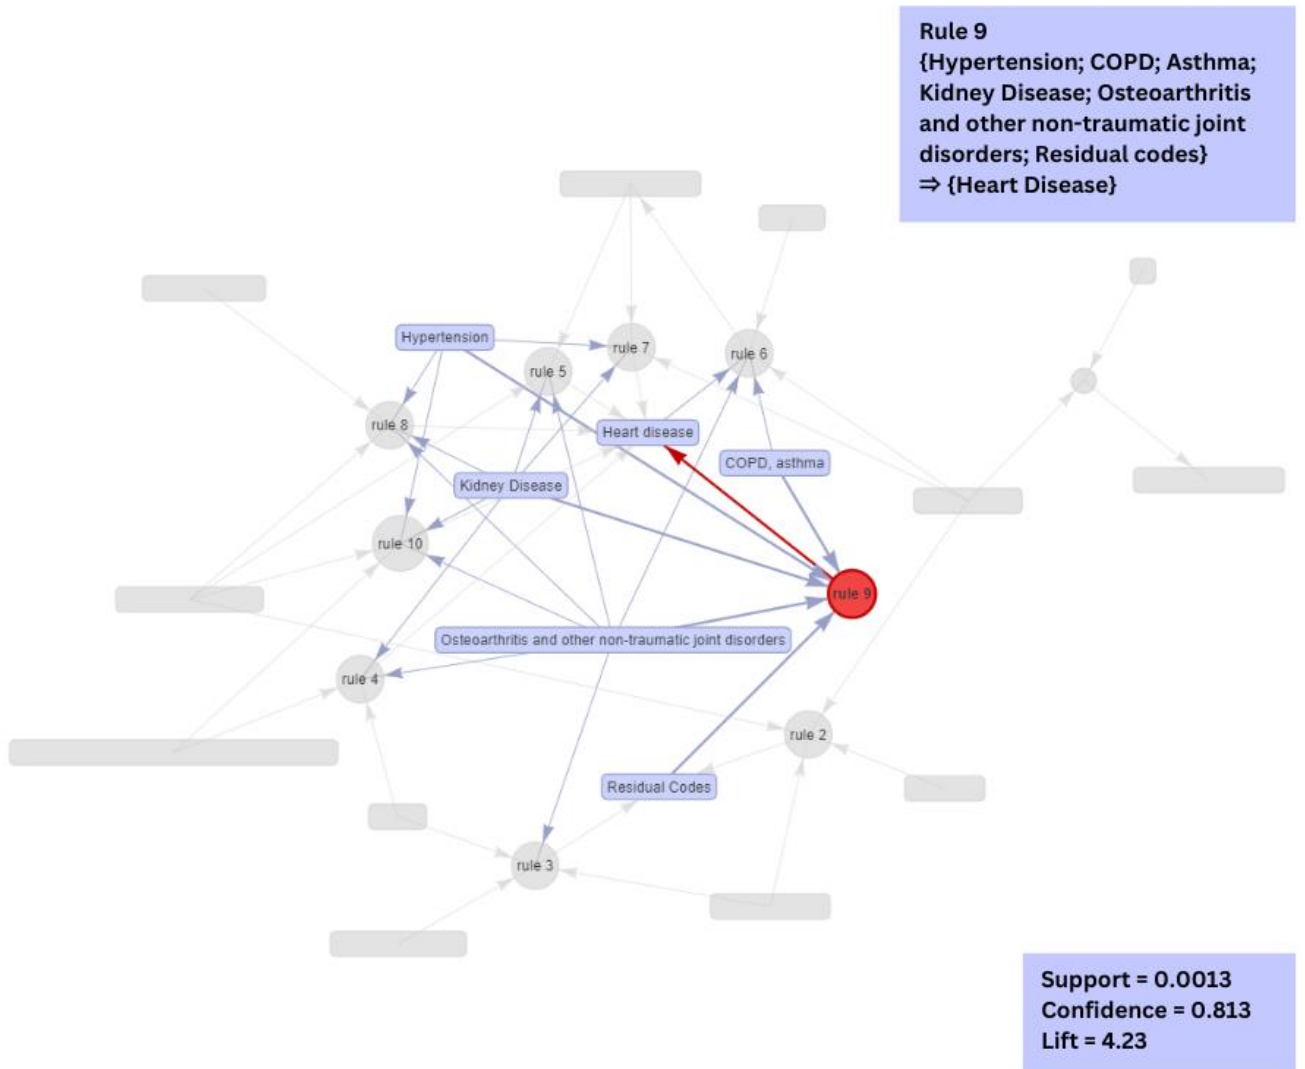 Rule 9
{Hypertension; COPD; Asthma;
Kidney Disease; Osteoarthritis
and other non-traumatic joint
disorders; Residual codes}
⇒ {Heart Disease}
Hypertension
rule 7
rule 6
rule 5
rule 8
Heart disease
COPD, asthma
Kidney Disease
rule 10
rule 9
Osteoarthritis and other non-traumatic joint disorders
rule 4
rule 2
Residual Codes
rule 3
Support = 0.0013
Confidence = 0.813
Lift = 4.23